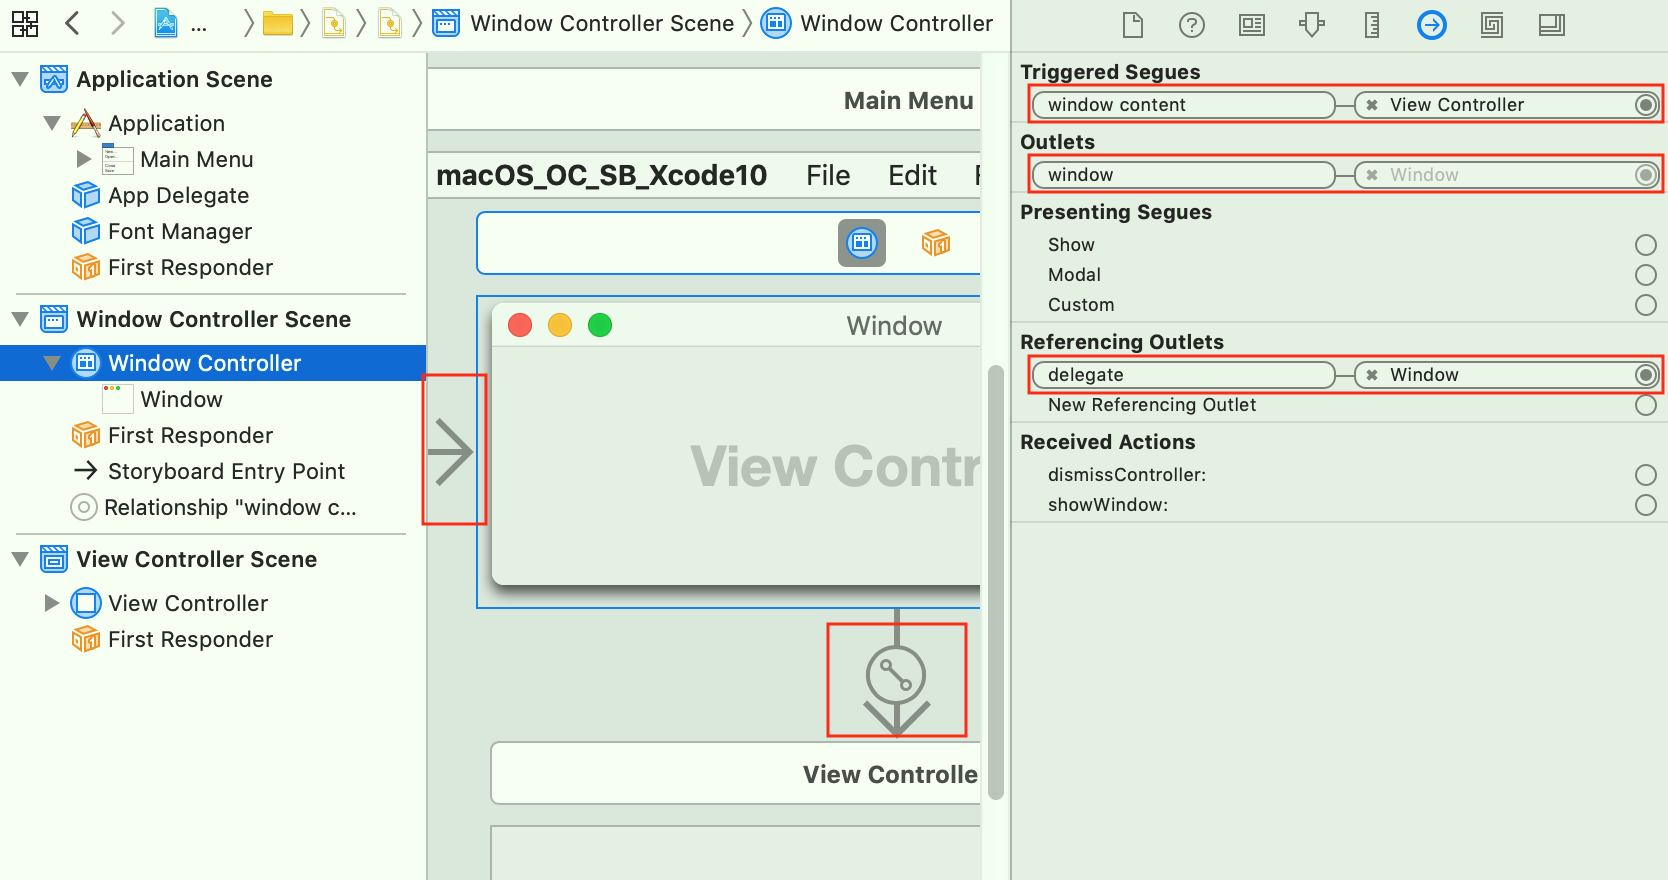 ...
Window Controller Scene
Window Controller
Application Scene
Application
Main Menu
App Delegate
Font Manager
First Responder
Window Controller Scene
Window Controller
Window
First Responder
Storyboard Entry Point
Relationship "window c...
View Controller Scene
View Controller
First Responder
Main Menu
macOS_OC_SB_Xcode10 File Edit
Window
View Contr
View Controlle
Triggered Segues
window content View Controller
Outlets
window Window
Presenting Segues
Show
Modal
Custom
Referencing Outlets
delegate Window
New Referencing Outlet
Received Actions
dismissController:
showWindow: